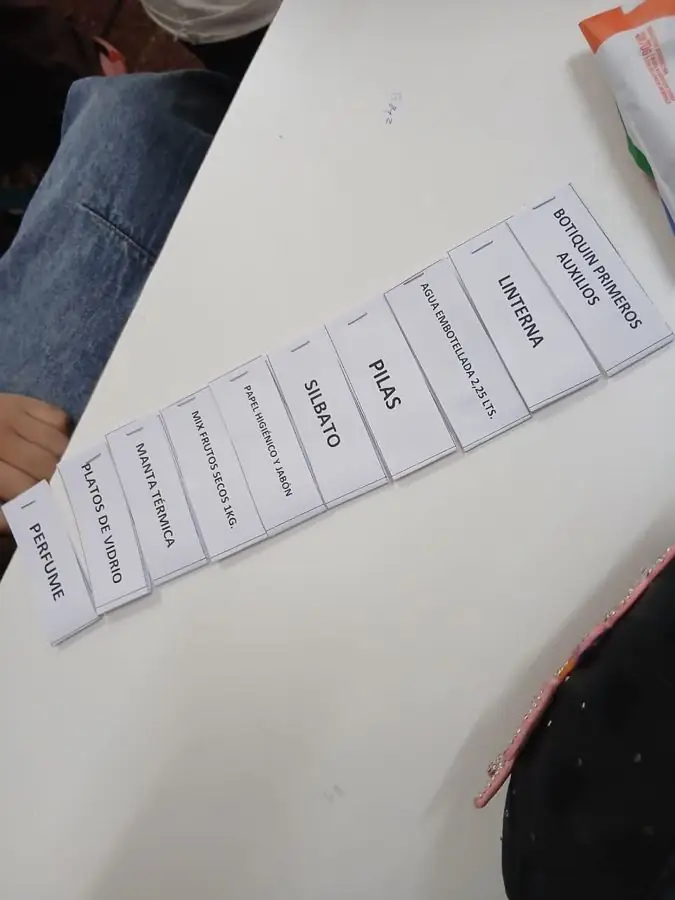 BOTIQUIN PRIMEROS
AUXILIOS
LINTERNA
AGUA EMBOTELLADA 2,25 LTS.
PILAS
SILBATO
PAPEL HIGIÉNICO Y JABÓN
MIX FRUTOS SECOS 1KG.
MANTA TÉRMICA
PLATOS DE VIDRIO
PERFUME